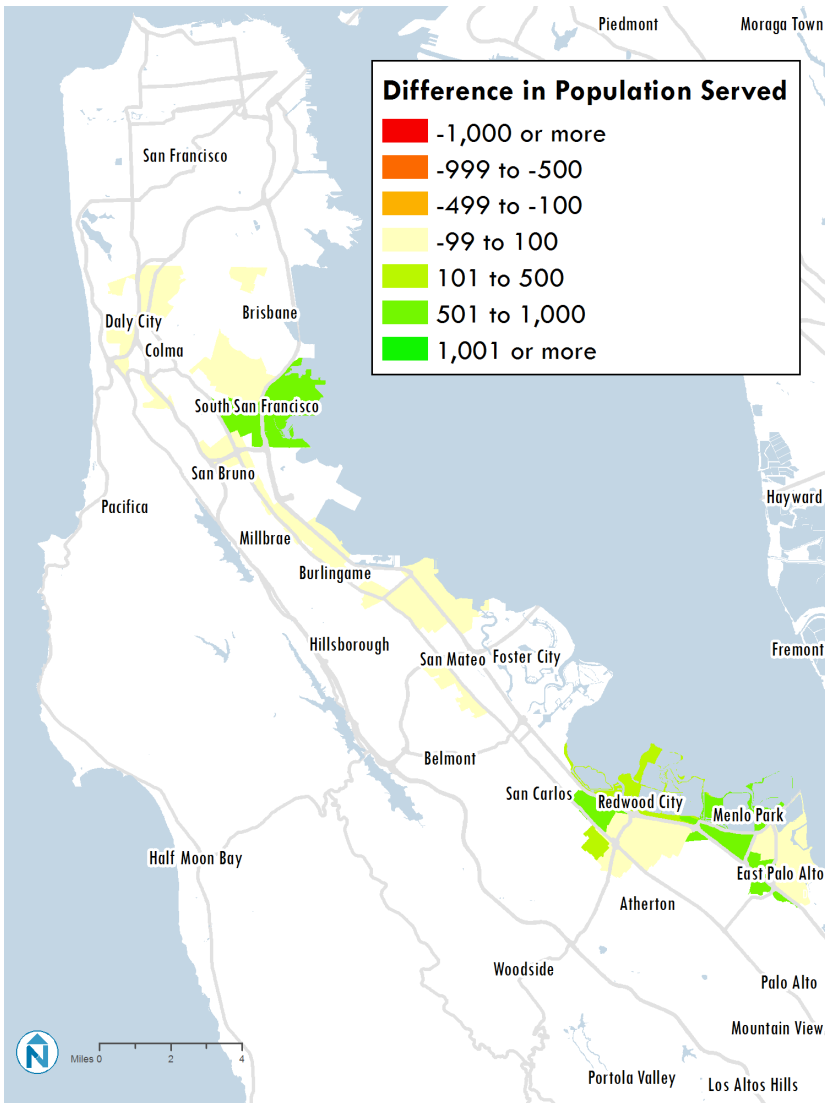 Piedmont
Moraga Town
Difference in Population Served
-1,000 or more
-999 to -500
-499 to -100
-99 to 100
101 to 500
501 to 1,000
1,001 or more
San Francisco
Brisbane
Daly City
Colma
South San Francisco
San Bruno
Hayward
Pacifica
Millbrae
Burlingame
Hillsborough
Fremont
San Mateo
Foster City
Belmont
San Carlos
Redwood City
Menlo Park
Half Moon Bay
East Palo Alto
Atherton
Woodside
Palo Alto
Mountain View
N
Miles 0
2
4
Portola Valley
Los Altos Hills